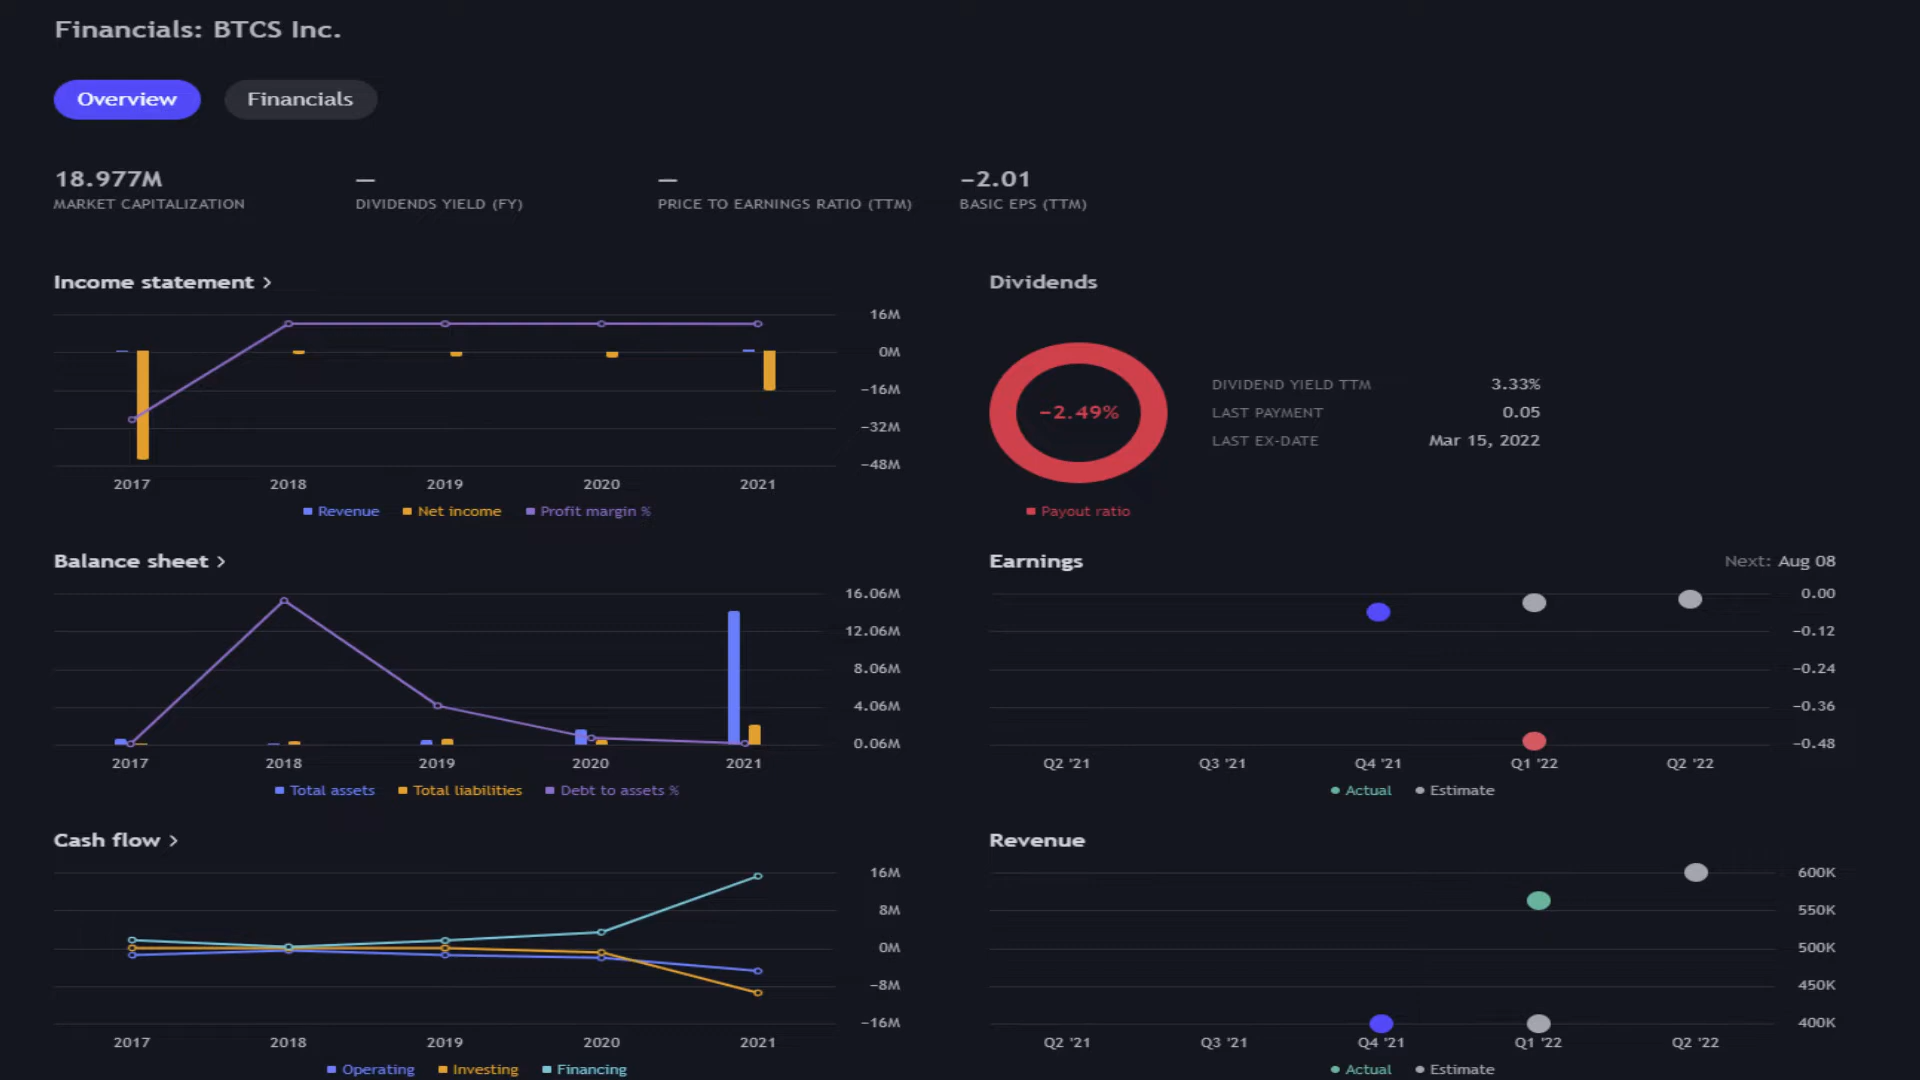 Financials: BTCS Inc.
Overview Financials
18.977M — — −2.01
MARKET CAPITALIZATION DIVIDENDS YIELD (FY) PRICE TO EARNINGS RATIO (TTM) BASIC EPS (TTM)
Income statement >
16M
0M
−16M
−32M
−48M
2017 2018 2019 2020 2021
Revenue Net income Profit margin %
Dividends
−2.49%
DIVIDEND YIELD TTM 3.33%
LAST PAYMENT 0.05
LAST EX-DATE Mar 15, 2022
Payout ratio
Balance sheet >
16.06M
12.06M
8.06M
4.06M
0.06M
2017 2018 2019 2020 2021
Total assets Total liabilities Debt to assets %
Earnings Next: Aug 08
0.00
−0.12
−0.24
−0.36
−0.48
Q2 '21 Q3 '21 Q4 '21 Q1 '22 Q2 '22
Actual Estimate
Cash flow >
16M
8M
0M
−8M
−16M
2017 2018 2019 2020 2021
Operating Investing Financing
Revenue
600K
550K
500K
450K
400K
Q2 '21 Q3 '21 Q4 '21 Q1 '22 Q2 '22
Actual Estimate